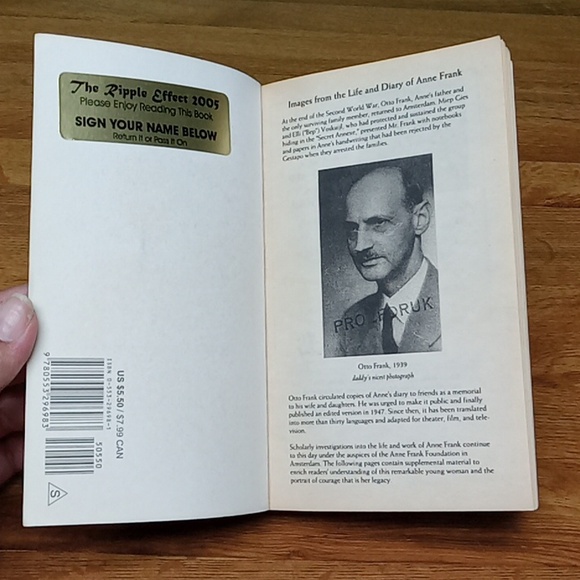 The Ripple Effect 2005
Please Enjoy Reading This Book
SIGN YOUR NAME BELOW
Return It or Pass It On
ISBN 0-553-29698-1
US $5.50 / $7.99 CAN
9 780553 296983
50550
S
Images from the Life and Diary of Anne Frank
At the end of the Second World War, Otto Frank, Anne's father and
the only surviving family member, returned to Amsterdam. Miep Gies
and Elli ("Bep") Voskuijl, who had protected and sustained the group
hiding in the "Secret Annexe," presented Mr. Frank with notebooks
and papers in Anne's handwriting that had been rejected by the
Gestapo when they arrested the families.
PRO DRUK
Otto Frank, 1939
daddy's nicest photograph
Otto Frank circulated copies of Anne's diary to friends as a memorial
to his wife and daughters. He was urged to make it public and finally
published an edited version in 1947. Since then, it has been translated
into more than thirty languages and adapted for theater, film, and tele-
vision.
Scholarly investigations into the life and work of Anne Frank continue
to this day under the auspices of the Anne Frank Foundation in
Amsterdam. The following pages contain supplemental material to
enrich readers' understanding of this remarkable young woman and the
portrait of courage that is her legacy.